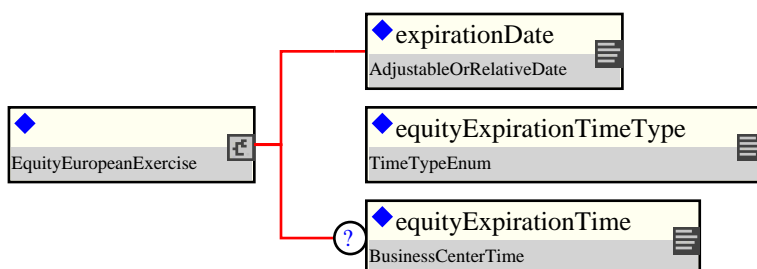 expirationDate
AdjustableOrRelativeDate
EquityEuropeanExercise
equityExpirationTimeType
TimeTypeEnum
?
equityExpirationTime
BusinessCenterTime